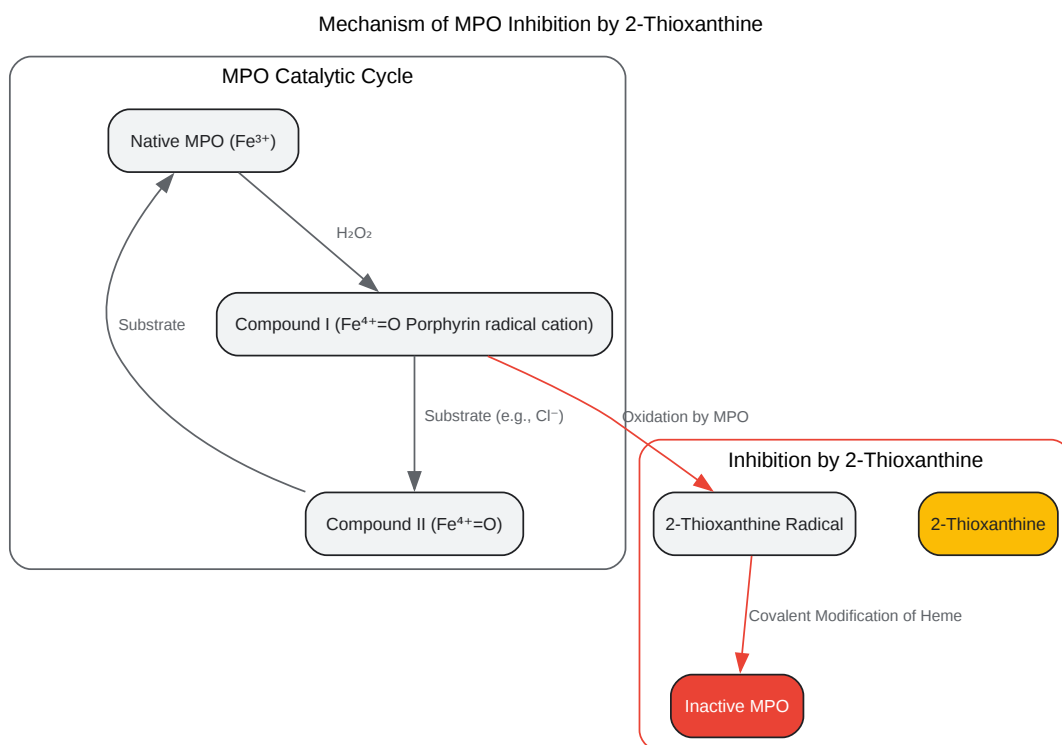 Mechanism of MPO Inhibition by 2-Thioxanthine
MPO Catalytic Cycle
Native MPO (Fe³⁺)
H₂O₂
Compound I (Fe⁴⁺=O Porphyrin radical cation)
Substrate
Substrate (e.g., Cl⁻)
Oxidation by MPO
Compound II (Fe⁴⁺=O)
Inhibition by 2-Thioxanthine
2-Thioxanthine Radical
2-Thioxanthine
Covalent Modification of Heme
Inactive MPO